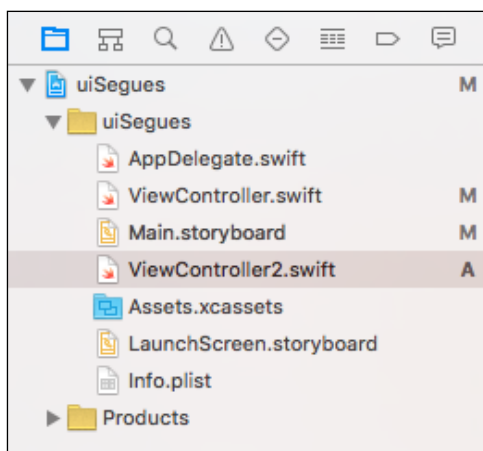 uiSegues M
uiSegues
AppDelegate.swift
ViewController.swift M
Main.storyboard M
ViewController2.swift A
Assets.xcassets
LaunchScreen.storyboard
Info.plist
Products